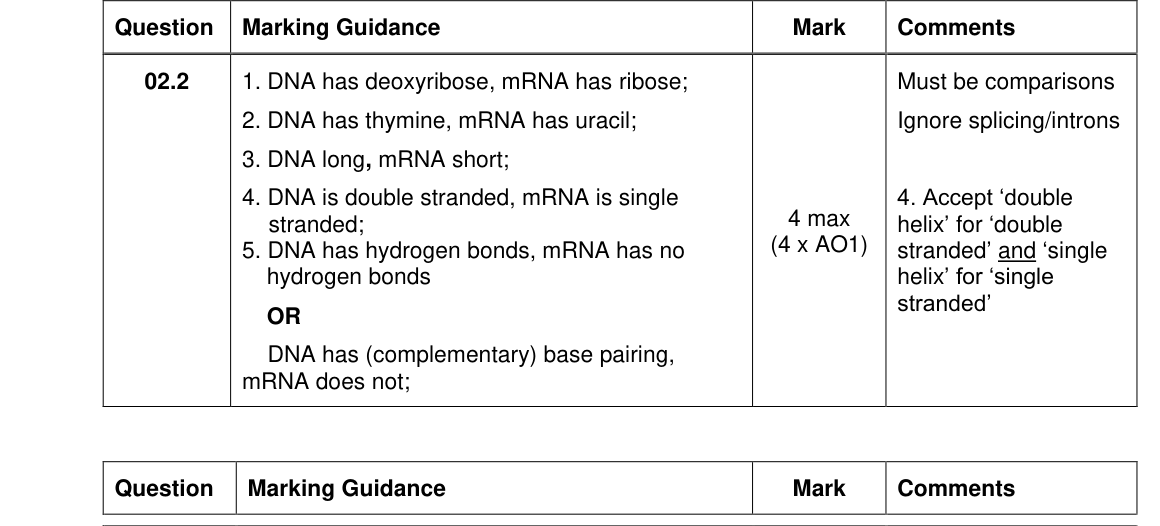 Question Marking Guidance Mark Comments
02.2
1. DNA has deoxyribose, mRNA has ribose;
2. DNA has thymine, mRNA has uracil;
3. DNA long, mRNA short;
4. DNA is double stranded, mRNA is single
stranded;
5. DNA has hydrogen bonds, mRNA has no
hydrogen bonds
OR
DNA has (complementary) base pairing,
mRNA does not;
4 max
(4 x AO1)
Must be comparisons
Ignore splicing/introns
4. Accept ‘double
helix’ for ‘double
stranded’ and ‘single
helix’ for ‘single
stranded’
Question Marking Guidance Mark Comments